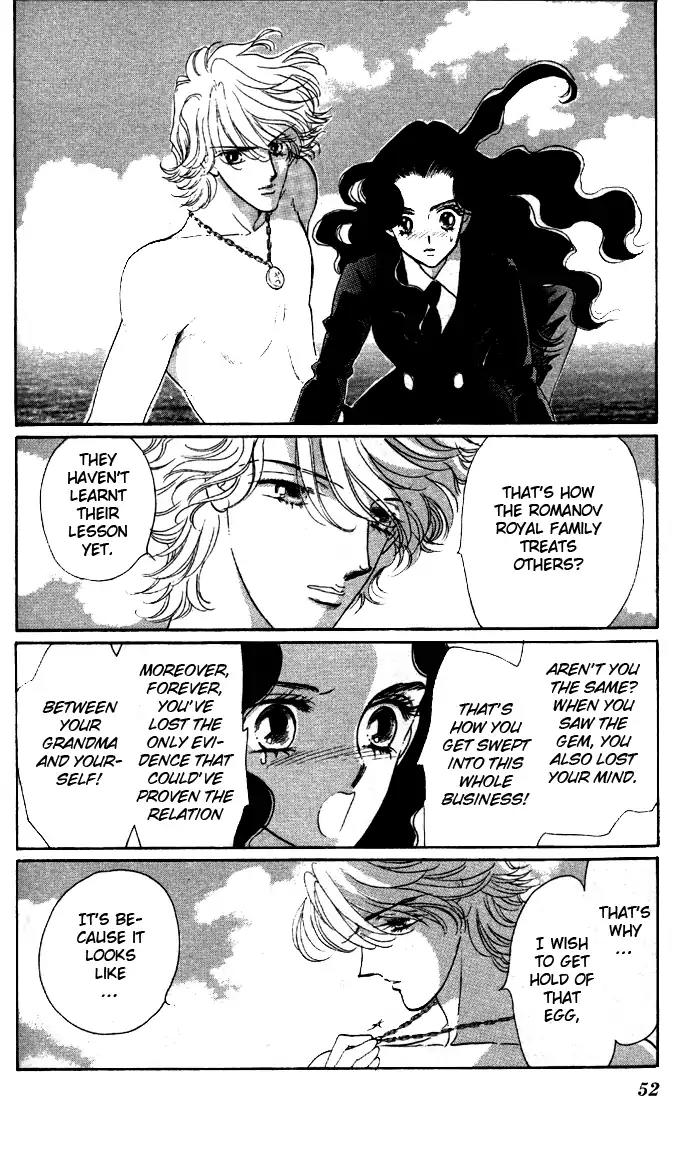 THAT'S HOW
THE ROMANOV
ROYAL FAMILY
TREATS
OTHERS?
THEY
HAVEN'T
LEARNT
THEIR
LESSON
YET.
AREN'T YOU
THE SAME?
WHEN YOU
SAW THE
GEM, YOU
ALSO LOST
YOUR MIND.
THAT'S
HOW YOU
GET SWEPT
INTO THIS
WHOLE
BUSINESS!
MOREOVER,
FOREVER,
YOU'VE
LOST THE
ONLY EVI-
DENCE THAT
COULD'VE
PROVEN THE
RELATION
BETWEEN
YOUR
GRANDMA
AND YOUR-
SELF!
THAT'S
WHY
...
I WISH
TO GET
HOLD OF
THAT
EGG,
IT'S BE-
CAUSE IT
LOOKS
LIKE
...
52